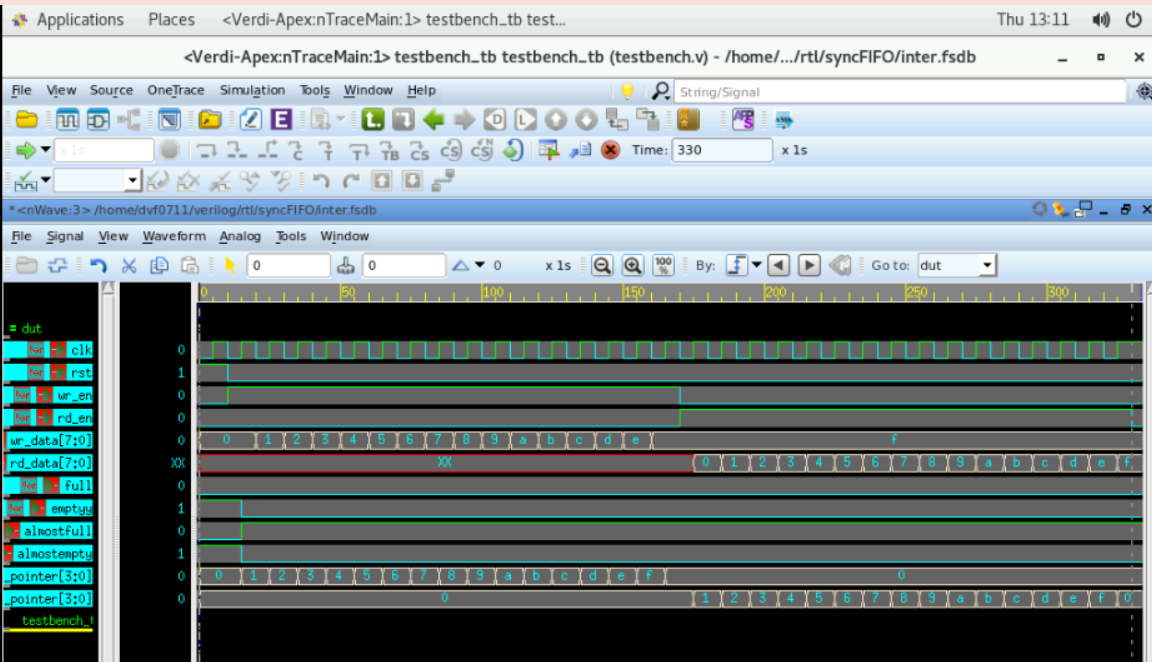 Applications Places <Verdi-Apex:nTraceMain:1> testbench_tb test... Thu 13:11
<Verdi-Apex:nTraceMain:1> testbench_tb testbench_tb (testbench.v) - /home/.../rtl/syncFIFO/inter.fsdb
File View Source OneTrace Simulation Tools Window Help String/Signal
x 1s Time: 330 x 1s
*<nWave:3> /home/dvf0711/verilog/rtl/syncFIFO/inter.fsdb
File Signal View Waveform Analog Tools Window
0 0 0 x 1s 100 % By: Go to: dut
0 50 100 150 200 250 300
= dut
clk 0
rst 1
wr_en 0
rd_en 0
wr_data[7:0] 0 0 1 2 3 4 5 6 7 8 9 a b c d e f
rd_data[7:0] XX XX 0 1 2 3 4 5 6 7 8 9 a b c d e f
full 0
emptyy 1
almostfull 0
almostempty 1
_pointer[3:0] 0 0 1 2 3 4 5 6 7 8 9 a b c d e f 0
_pointer[3:0] 0 0 1 2 3 4 5 6 7 8 9 a b c d e f 0
testbench_t